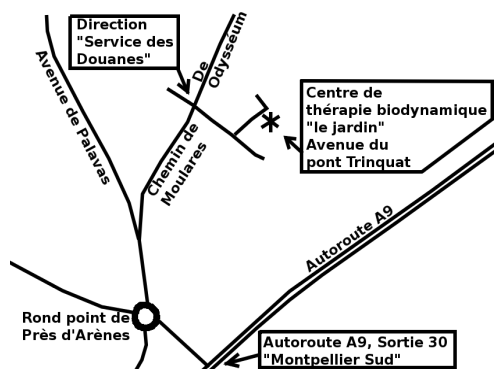 Direction
"Service des
Douanes"
De
Odysséum
Avenue de Palavas
Chemin de
Moulares
Centre de
thérapie biodynamique
"le jardin"
Avenue du
pont Trinquat
Autoroute A9
Rond point de
Près d'Arènes
Autoroute A9, Sortie 30
"Montpellier Sud"